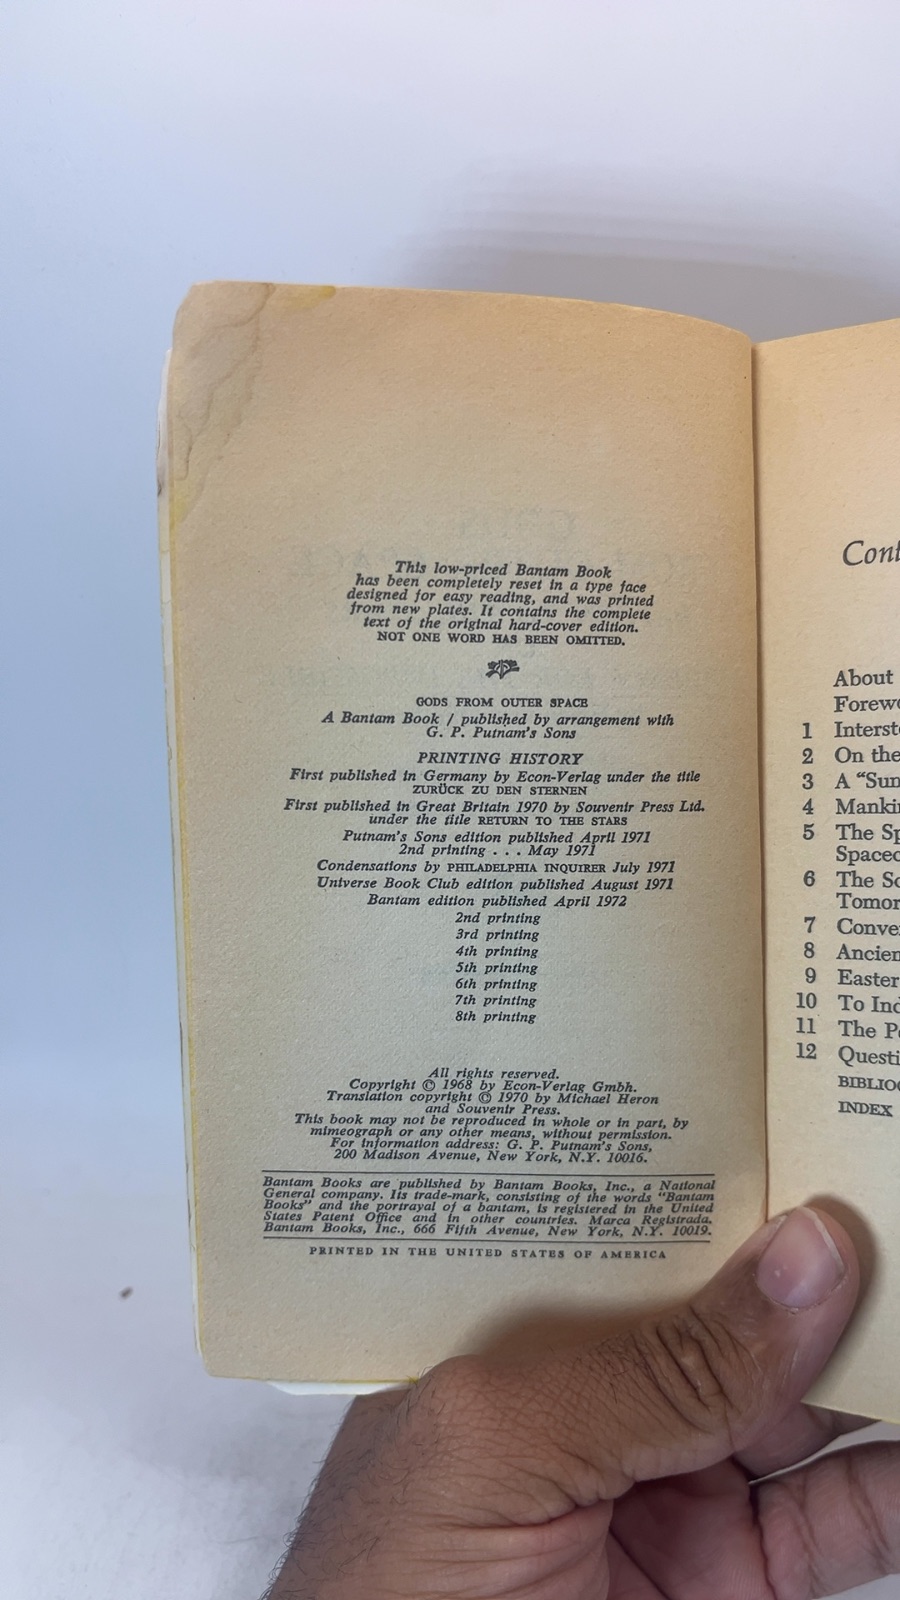 This low-priced Bantam Book
has been completely reset in a type face
designed for easy reading, and was printed
from new plates. It contains the complete
text of the original hard-cover edition.
NOT ONE WORD HAS BEEN OMITTED.
GODS FROM OUTER SPACE
A Bantam Book / published by arrangement with
G. P. Putnam's Sons
PRINTING HISTORY
First published in Germany by Econ-Verlag under the title
ZURÜCK ZU DEN STERNEN
First published in Great Britain 1970 by Souvenir Press Ltd.
under the title RETURN TO THE STARS
Putnam's Sons edition published April 1971
2nd printing . . . May 1971
Condensations by PHILADELPHIA INQUIRER July 1971
Universe Book Club edition published August 1971
Bantam edition published April 1972
2nd printing
3rd printing
4th printing
5th printing
6th printing
7th printing
8th printing
All rights reserved.
Copyright © 1968 by Econ-Verlag Gmbh.
Translation copyright © 1970 by Michael Heron
and Souvenir Press.
This book may not be reproduced in whole or in part, by
mimeograph or any other means, without permission.
For information address: G. P. Putnam's Sons,
200 Madison Avenue, New York, N.Y. 10016.
Bantam Books are published by Bantam Books, Inc., a National
General company. Its trade-mark, consisting of the words "Bantam
Books" and the portrayal of a bantam, is registered in the United
States Patent Office and in other countries. Marca Registrada.
Bantam Books, Inc., 666 Fifth Avenue, New York, N.Y. 10019.
PRINTED IN THE UNITED STATES OF AMERICA
Cont
About
Forewo
1 Interste
2 On the
3 A "Sun
4 Mankin
5 The Sp
Spacec
6 The So
Tomor
7 Conve
8 Ancien
9 Easter
10 To Ind
11 The P
12 Questi
BIBLIO
INDEX